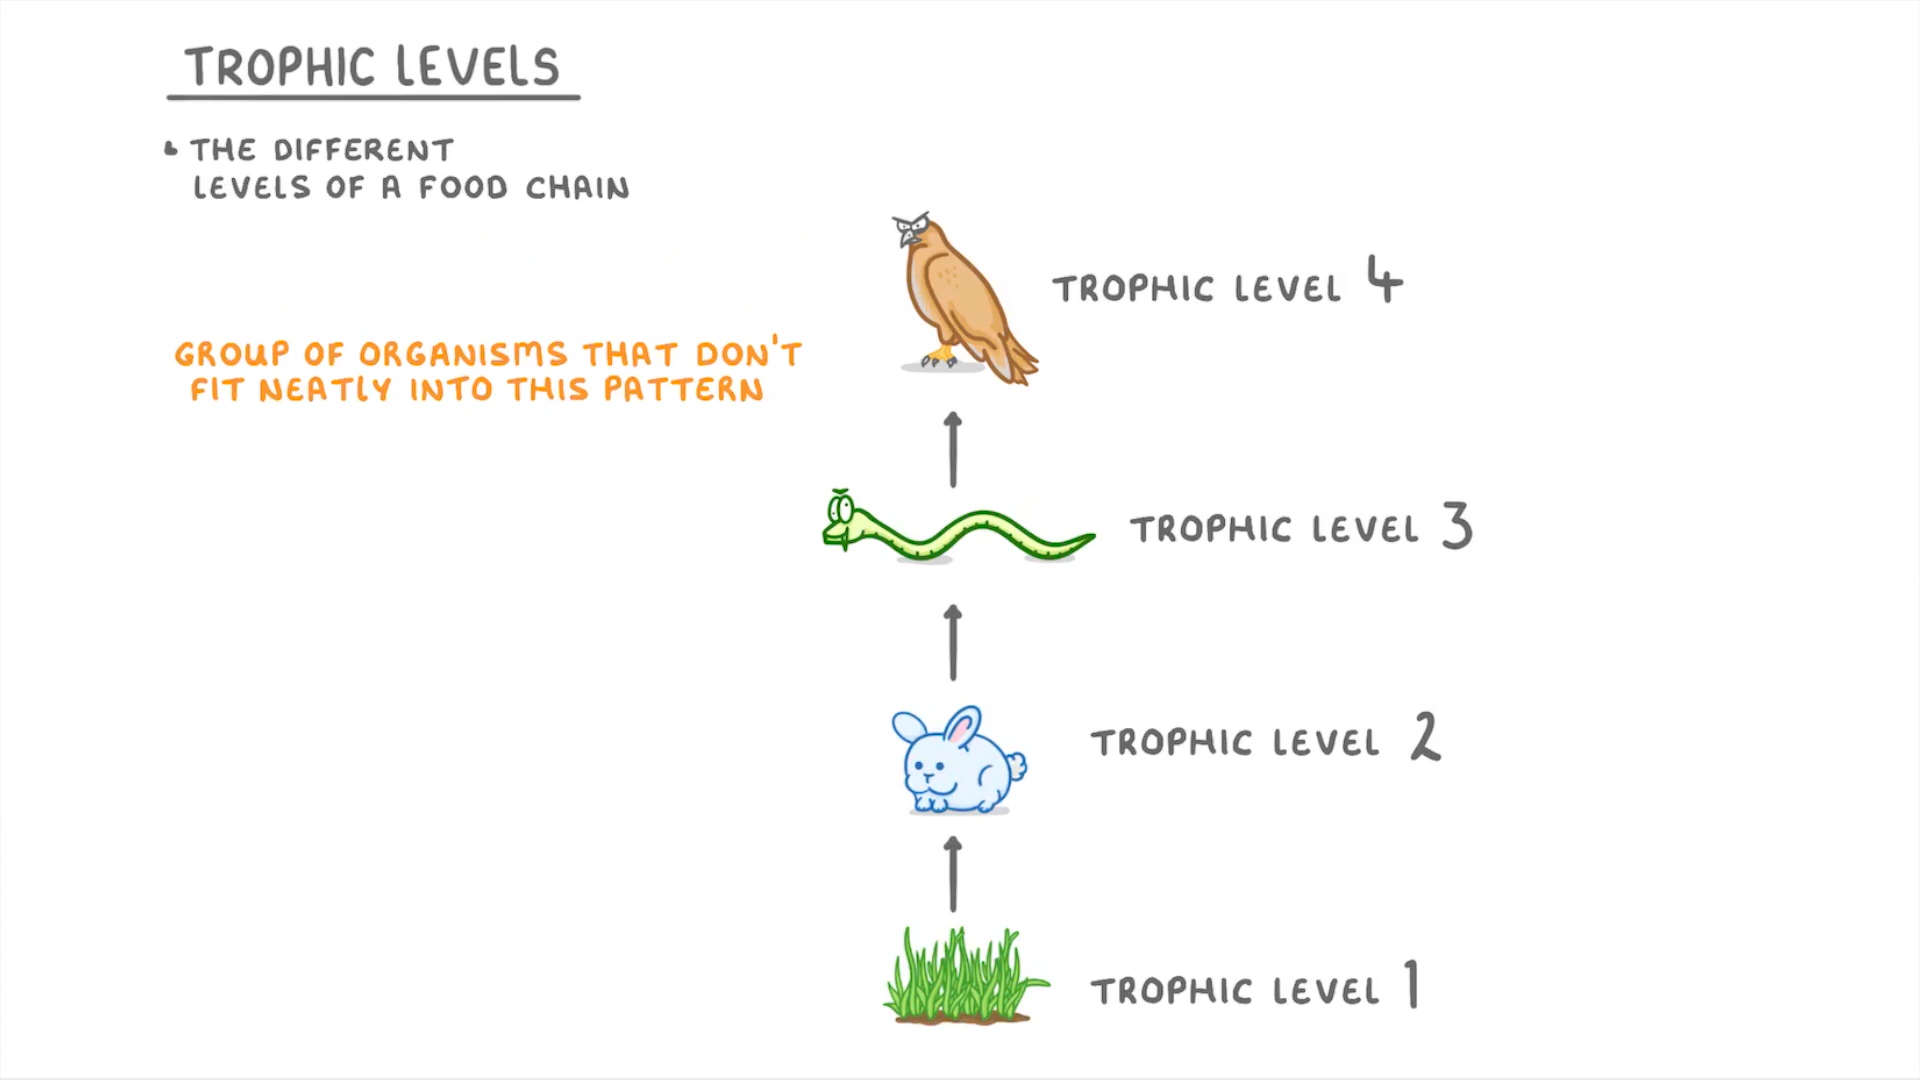 TROPHIC LEVELS
THE DIFFERENT
LEVELS OF A FOOD CHAIN
TROPHIC LEVEL 4
GROUP OF ORGANISMS THAT DON'T
FIT NEATLY INTO THIS PATTERN
TROPHIC LEVEL 3
TROPHIC LEVEL 2
TROPHIC LEVEL 1